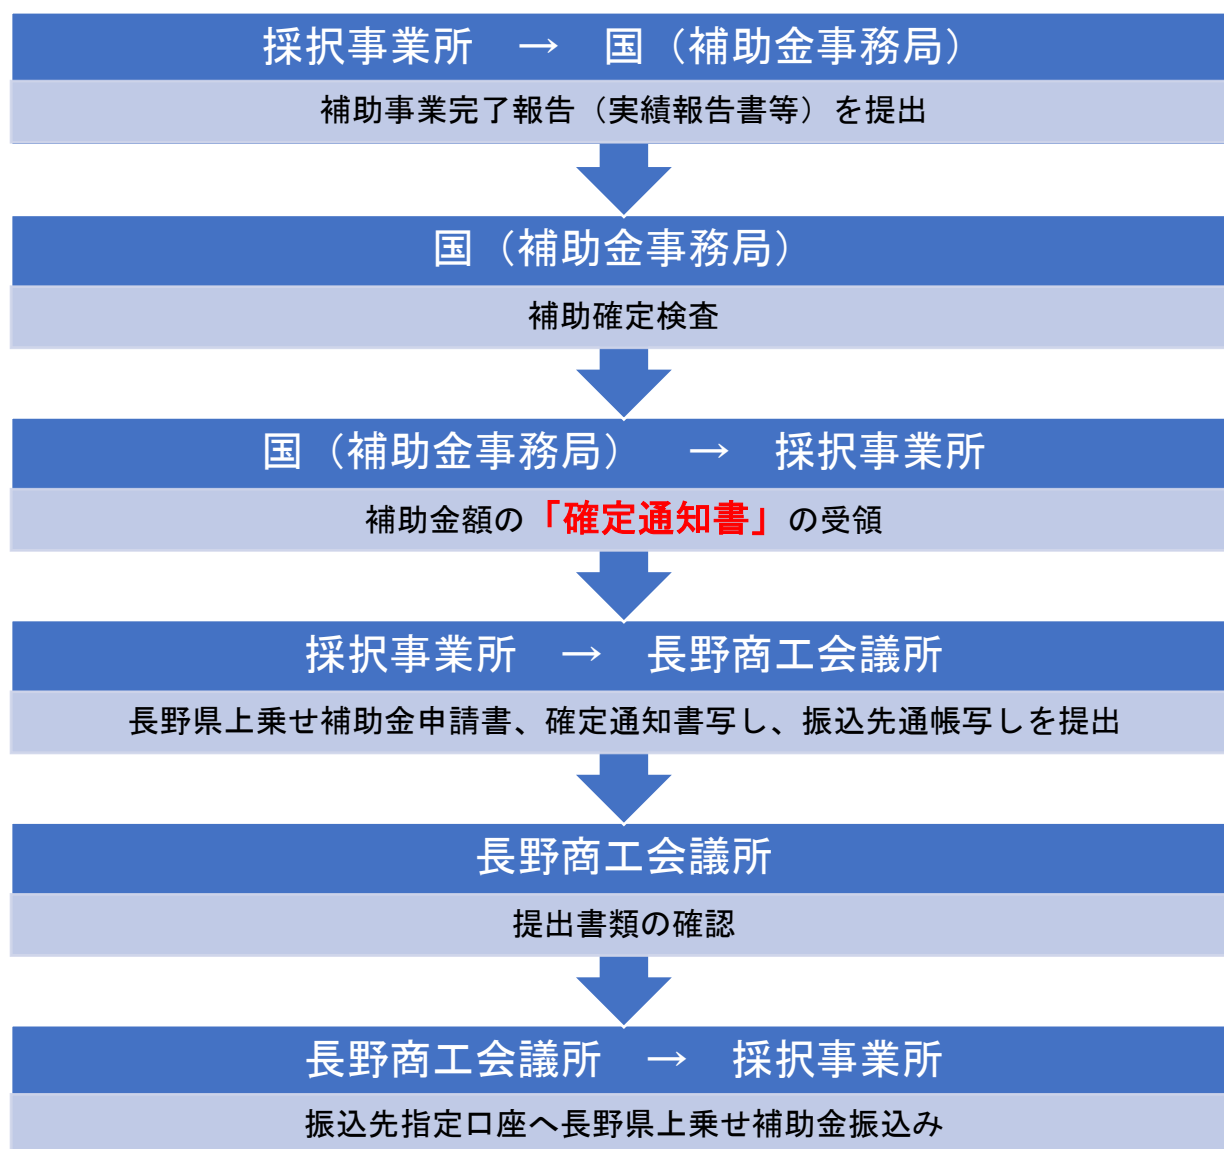 採択事業所　→　国（補助金事務局）
補助事業完了報告（実績報告書等）を提出
国（補助金事務局）
補助確定検査
国（補助金事務局）　→　採択事業所
補助金額の「確定通知書」の受領
採択事業所　→　長野商工会議所
長野県上乗せ補助金申請書、確定通知書写し、振込先通帳写しを提出
長野商工会議所
提出書類の確認
長野商工会議所　→　採択事業所
振込先指定口座へ長野県上乗せ補助金振込み